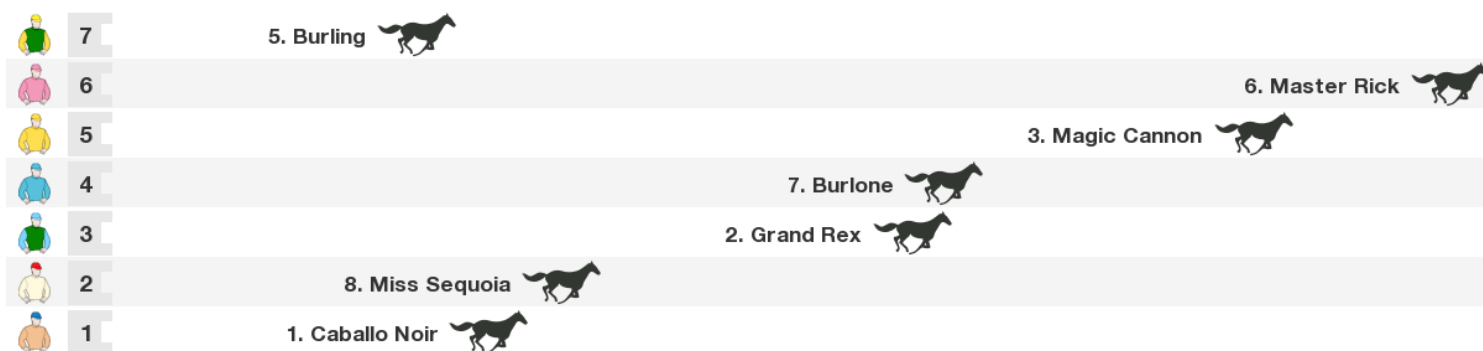 7 5. Burling
6 6. Master Rick
5 3. Magic Cannon
4 7. Burlone
3 2. Grand Rex
2 8. Miss Sequoia
1 1. Caballo Noir